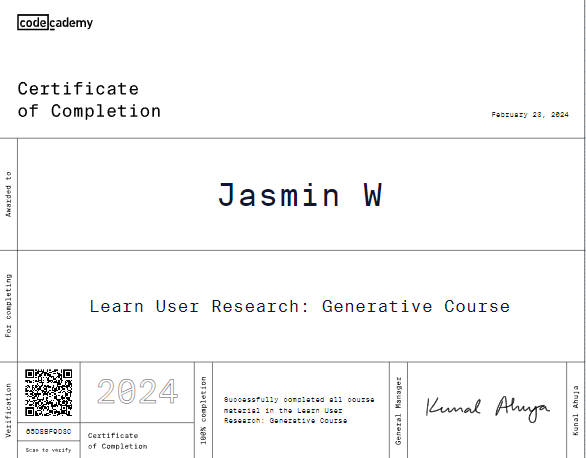 codecademy
Certificate
of Completion
February 23, 2024
Awarded to
Jasmin W
For completing
Learn User Research: Generative Course
Verification
Scan to verify
2024
Certificate
of Completion
100% completion
Successfully completed all course
material in the Learn User
Research: Generative Course
General Manager
Kunal Ahuja
Kunal Ahuja